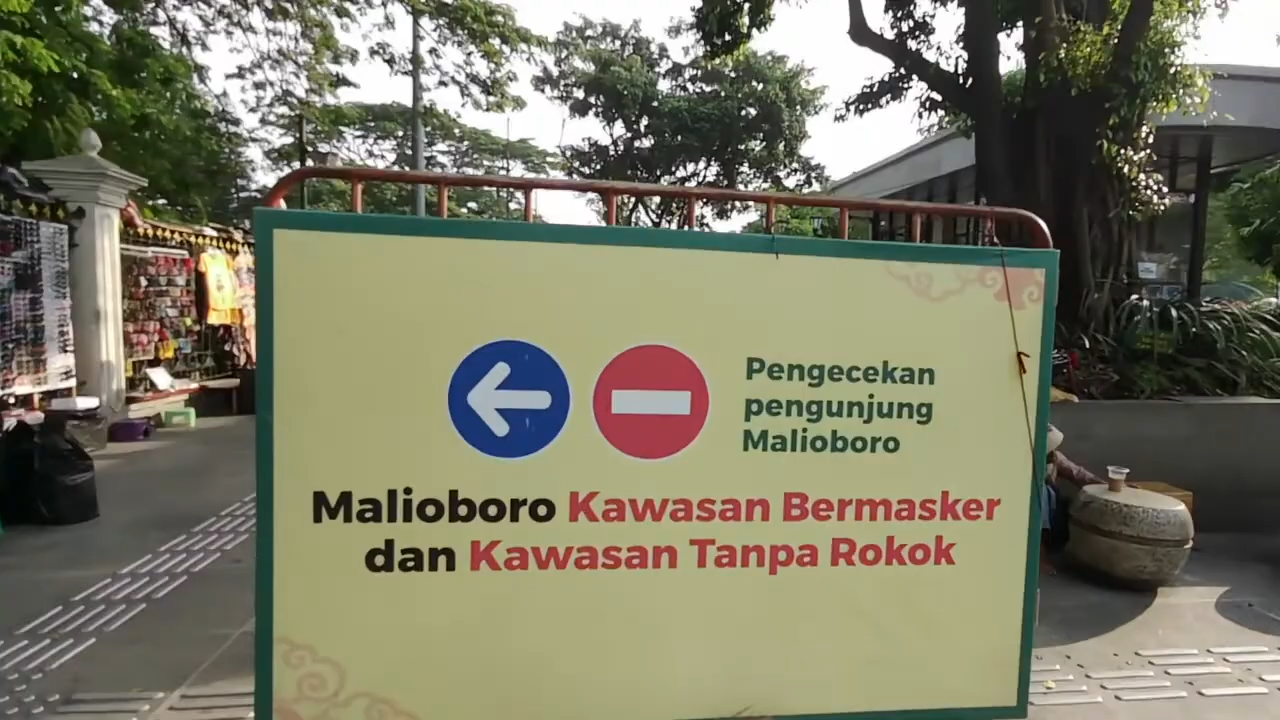 Pengecekan
pengunjung
Malioboro
Malioboro Kawasan Bermasker
dan Kawasan Tanpa Rokok